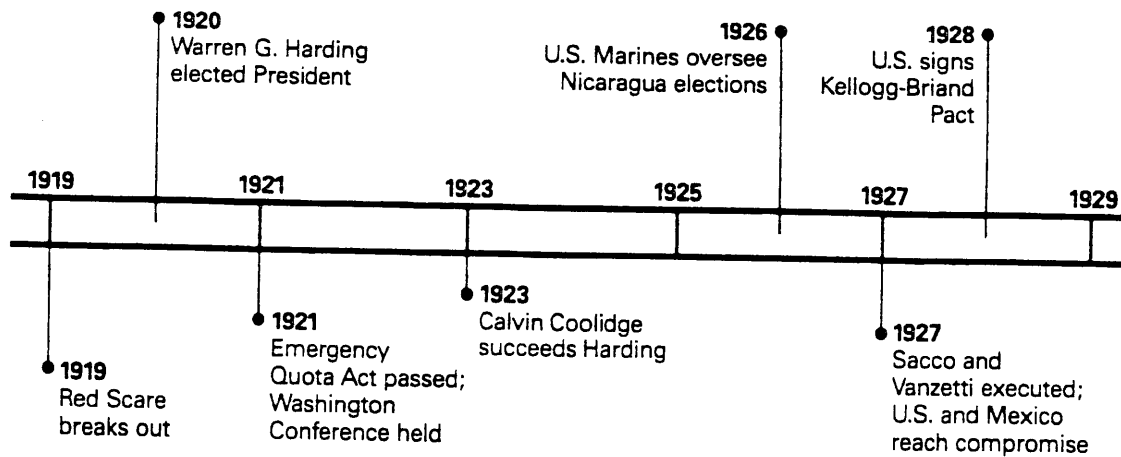 1920
Warren G. Harding
elected President
1926
U.S. Marines oversee
Nicaragua elections
1928
U.S. signs
Kellogg-Briand
Pact
1919
1921
1923
1925
1927
1929
1919
Red Scare
breaks out
1921
Emergency
Quota Act passed;
Washington
Conference held
1923
Calvin Coolidge
succeeds Harding
1927
Sacco and
Vanzetti executed;
U.S. and Mexico
reach compromise